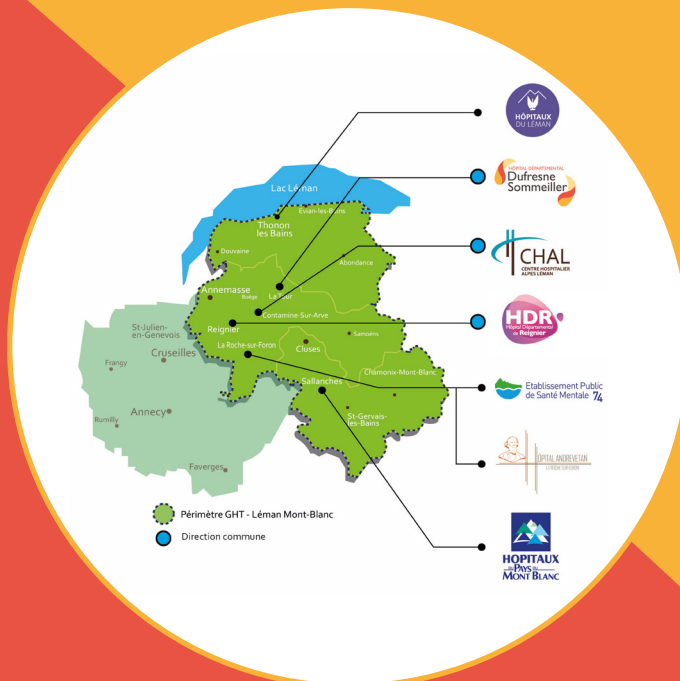 HÔPITAUX
DU LÉMAN
HÔPITAL DÉPARTEMENTAL
Dufresne
Sommeiller
CHAL
CENTRE HOSPITALIER
ALPES LÉMAN
HDR
Hôpital Départemental
de Reignier
Etablissement Public
de Santé Mentale 74
HÔPITAL ANDREVETAN
LA ROCHE SUR FORON
HOPITAUX
DU PAYS DU
MONT BLANC
Lac Léman
Evian-les-Bains
Thonon
les Bains
Douvaine
Abondance
Annemasse
Boëge
La Tour
Contamine-Sur-Arve
Reignier
St-Julien-
en-Genevois
Samoëns
La Roche-sur-Foron
Cluses
Cruseilles
Frangy
Chamonix-Mont-Blanc
Sallanches
Annecy
St-Gervais-
les-Bains
Rumilly
Faverges
Périmètre GHT - Léman Mont-Blanc
Direction commune